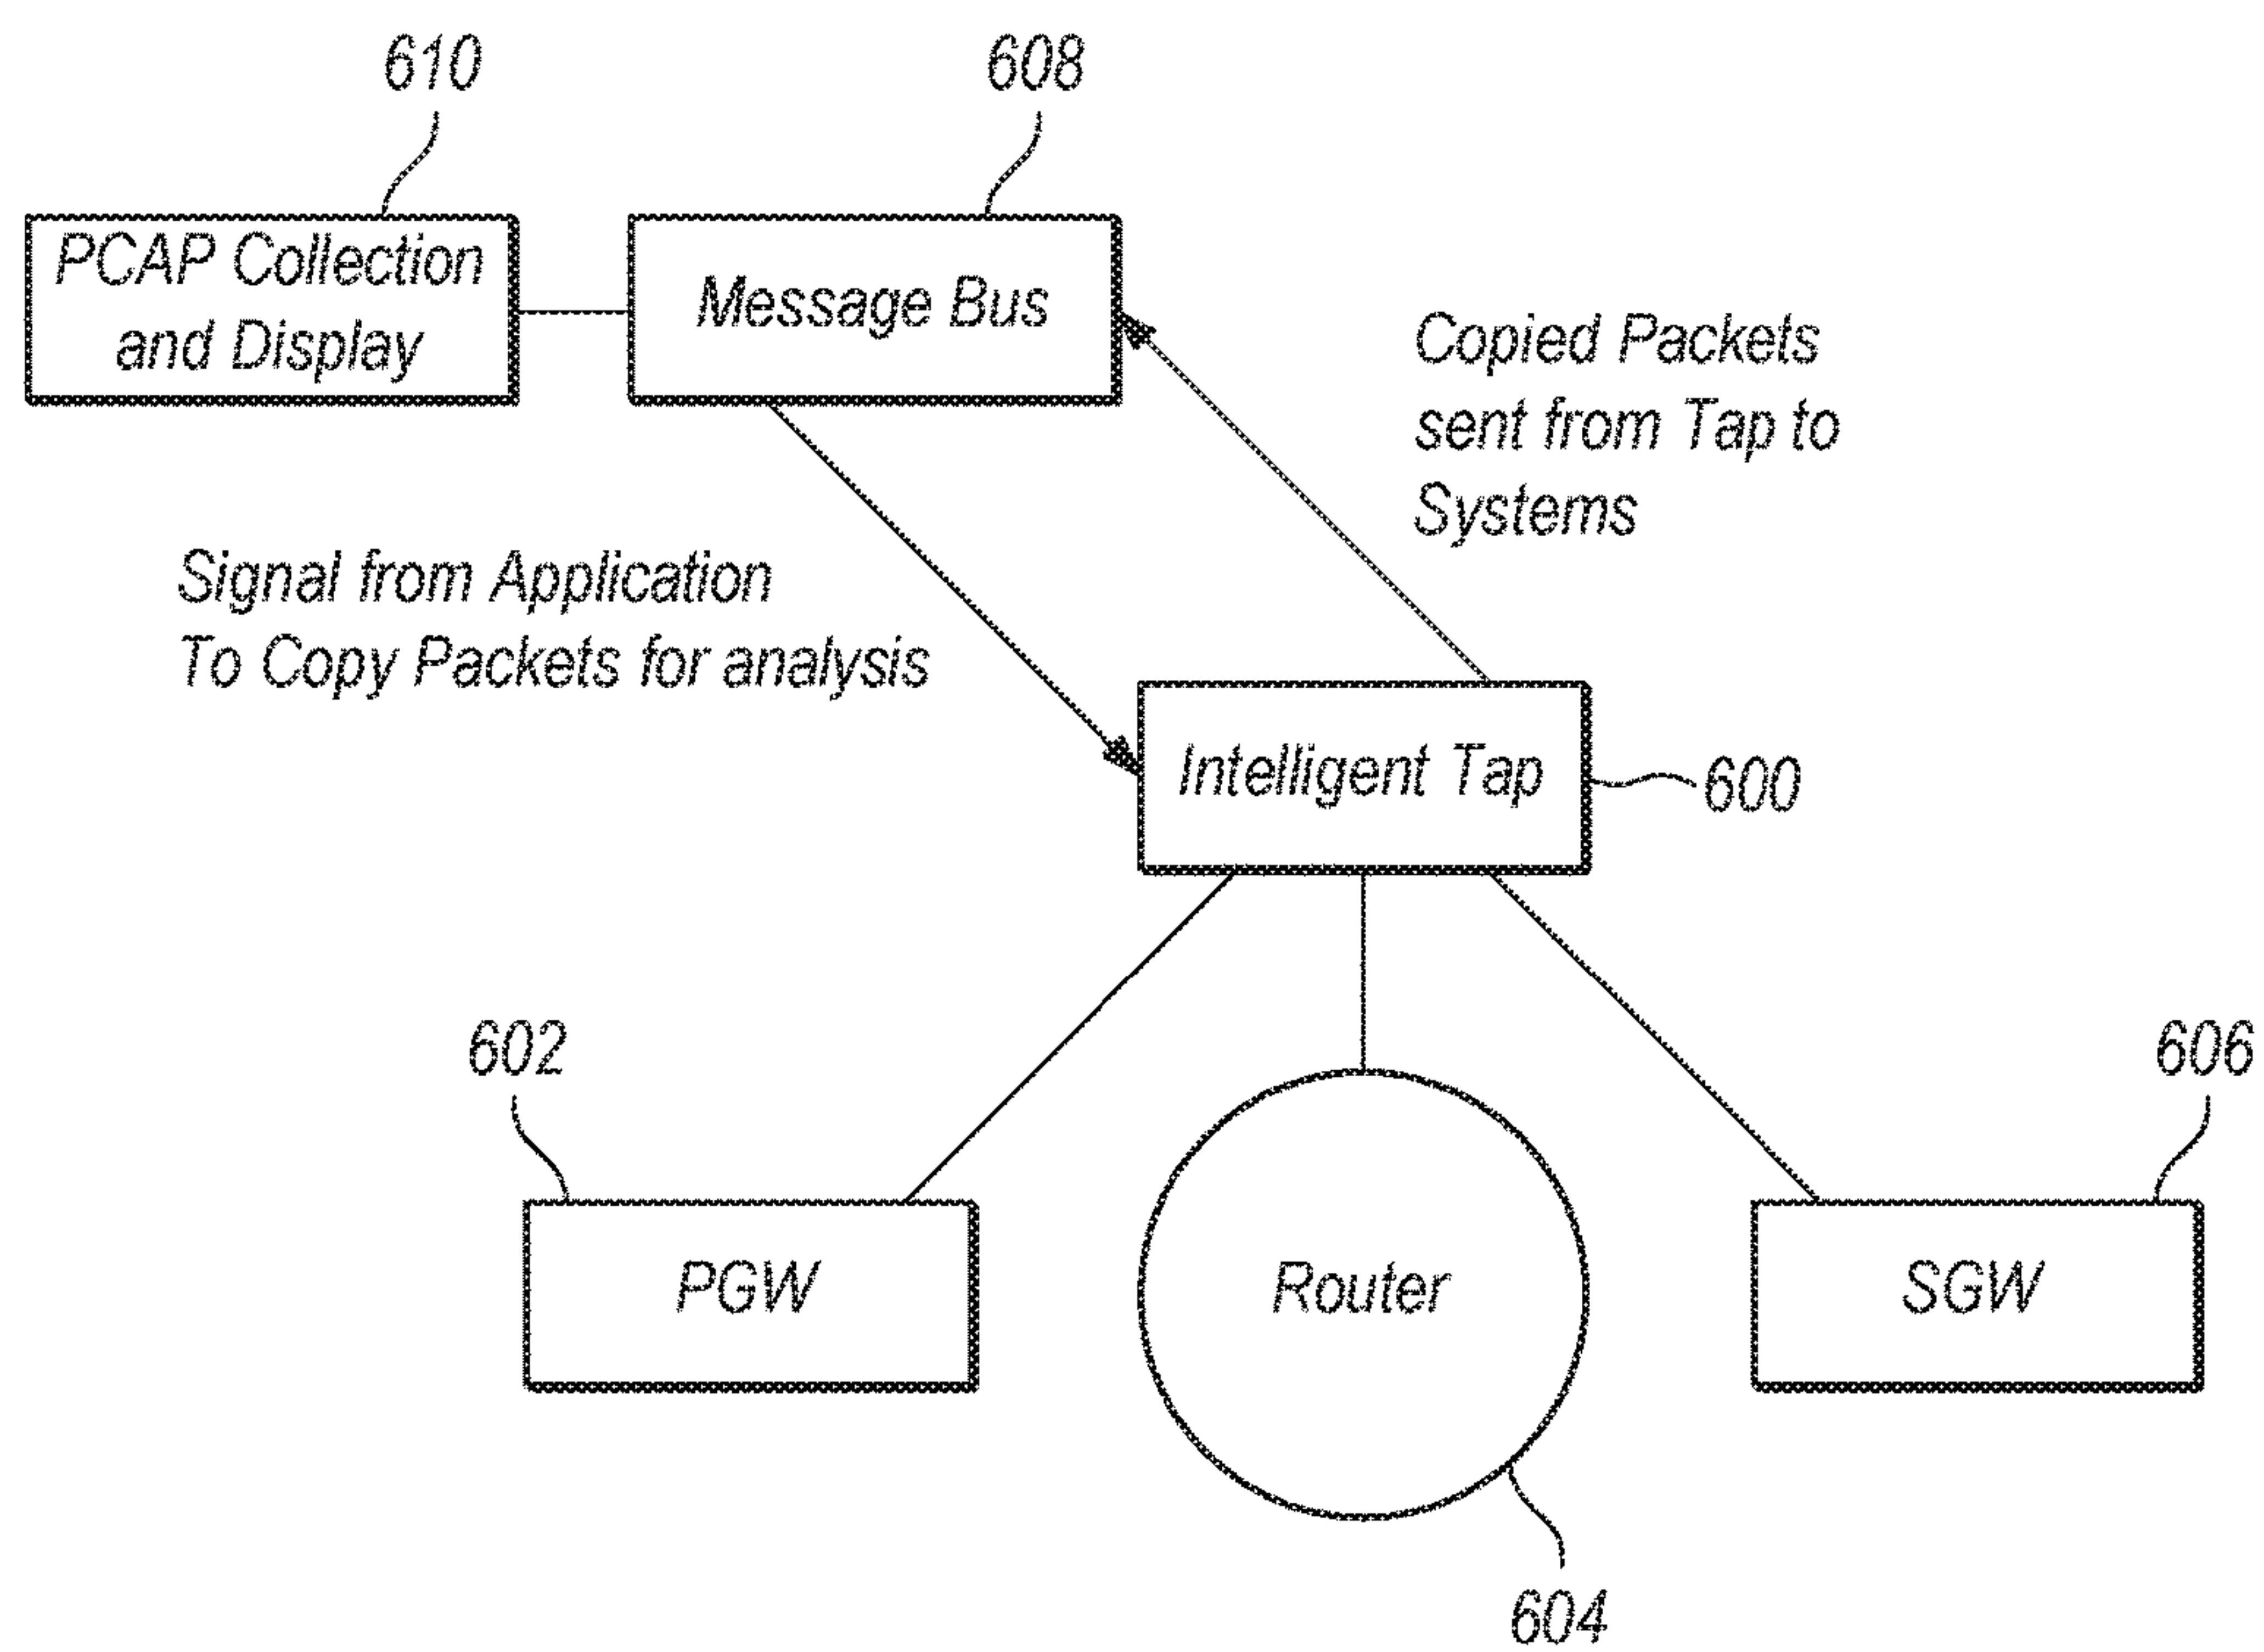 610
608
PCAP Collection
and Display
Message Bus
Copied Packets
sent from Tap to
Systems
Signal from Application
To Copy Packets for analysis
Intelligent Tap
600
602
606
PGW
Router
SGW
604